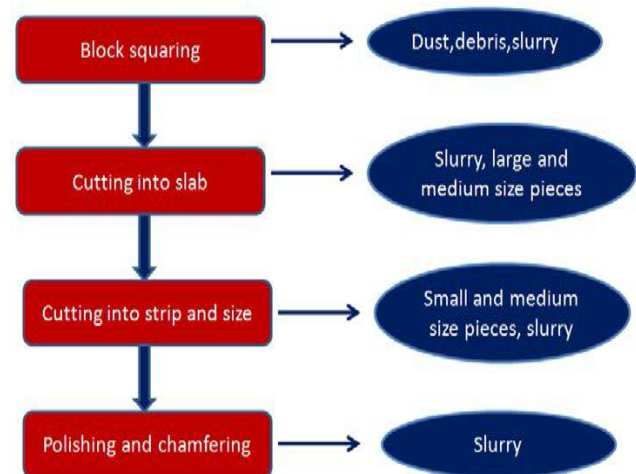 Block squaring
Dust,debris,slurry
Cutting into slab
Slurry, large and
medium size pieces
Cutting into strip and size
Small and medium
size pieces, slurry
Polishing and chamfering
Slurry